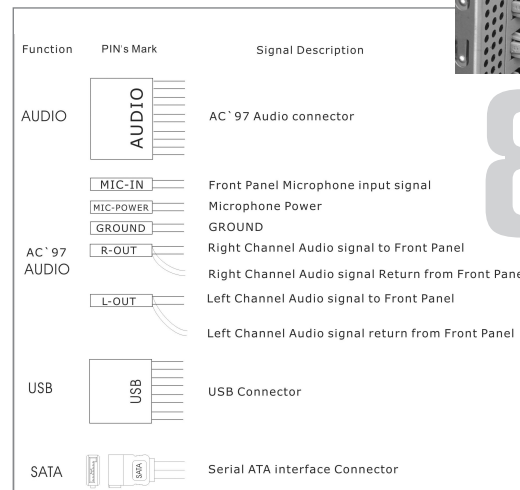 Function PIN's Mark Signal Description
AUDIO AUDIO AC`97 Audio connector
MIC-IN Front Panel Microphone input signal
MIC-POWER Microphone Power
GROUND GROUND
AC`97 AUDIO
R-OUT Right Channel Audio signal to Front Panel
Right Channel Audio signal Return from Front Pane
L-OUT Left Channel Audio signal to Front Panel
Left Channel Audio signal return from Front Panel
USB USB USB Connector
SATA SATA Serial ATA interface Connector
8